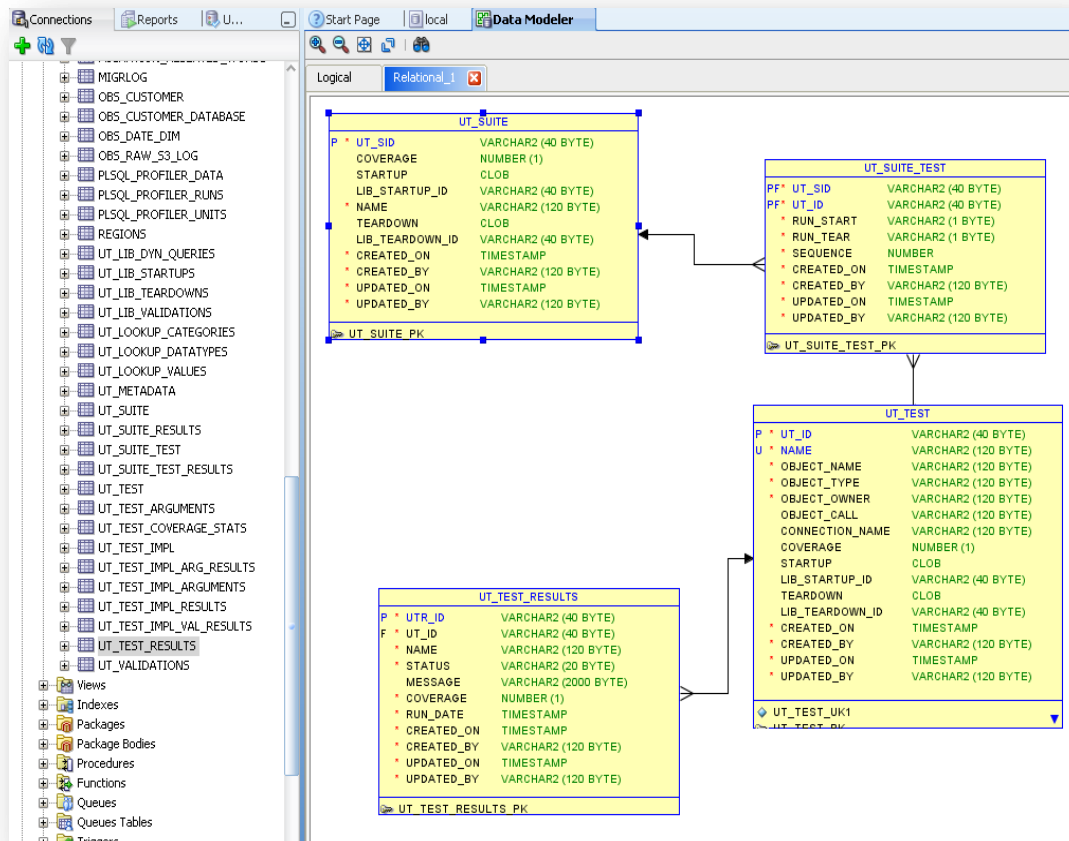 Connections
Reports
U...
Start Page
local
Data Modeler
Logical
Relational_1
MIGRLOG
OBS_CUSTOMER
OBS_CUSTOMER_DATABASE
OBS_DATE_DIM
OBS_RAW_S3_LOG
PLSQL_PROFILER_DATA
PLSQL_PROFILER_RUNS
PLSQL_PROFILER_UNITS
REGIONS
UT_LIB_DYN_QUERIES
UT_LIB_STARTUPS
UT_LIB_TEARDOWNS
UT_LIB_VALIDATIONS
UT_LOOKUP_CATEGORIES
UT_LOOKUP_DATATYPES
UT_LOOKUP_VALUES
UT_METADATA
UT_SUITE
UT_SUITE_RESULTS
UT_SUITE_TEST
UT_SUITE_TEST_RESULTS
UT_TEST
UT_TEST_ARGUMENTS
UT_TEST_COVERAGE_STATS
UT_TEST_IMPL
UT_TEST_IMPL_ARG_RESULTS
UT_TEST_IMPL_ARGUMENTS
UT_TEST_IMPL_RESULTS
UT_TEST_IMPL_VAL_RESULTS
UT_TEST_RESULTS
UT_VALIDATIONS
Views
Indexes
Packages
Package Bodies
Procedures
Functions
Queues
Queues Tables
Triggers
UT_SUITE
P * UT_SID VARCHAR2 (40 BYTE)
COVERAGE NUMBER (1)
STARTUP CLOB
LIB_STARTUP_ID VARCHAR2 (40 BYTE)
* NAME VARCHAR2 (120 BYTE)
TEARDOWN CLOB
LIB_TEARDOWN_ID VARCHAR2 (40 BYTE)
* CREATED_ON TIMESTAMP
* CREATED_BY VARCHAR2 (120 BYTE)
* UPDATED_ON TIMESTAMP
* UPDATED_BY VARCHAR2 (120 BYTE)
UT_SUITE_PK
UT_SUITE_TEST
PF* UT_SID VARCHAR2 (40 BYTE)
PF* UT_ID VARCHAR2 (40 BYTE)
* RUN_START VARCHAR2 (1 BYTE)
* RUN_TEAR VARCHAR2 (1 BYTE)
* SEQUENCE NUMBER
* CREATED_ON TIMESTAMP
* CREATED_BY VARCHAR2 (120 BYTE)
* UPDATED_ON TIMESTAMP
* UPDATED_BY VARCHAR2 (120 BYTE)
UT_SUITE_TEST_PK
UT_TEST
P * UT_ID VARCHAR2 (40 BYTE)
U * NAME VARCHAR2 (120 BYTE)
* OBJECT_NAME VARCHAR2 (120 BYTE)
* OBJECT_TYPE VARCHAR2 (120 BYTE)
* OBJECT_OWNER VARCHAR2 (120 BYTE)
OBJECT_CALL VARCHAR2 (120 BYTE)
CONNECTION_NAME VARCHAR2 (120 BYTE)
COVERAGE NUMBER (1)
STARTUP CLOB
LIB_STARTUP_ID VARCHAR2 (40 BYTE)
TEARDOWN CLOB
LIB_TEARDOWN_ID VARCHAR2 (40 BYTE)
* CREATED_ON TIMESTAMP
* CREATED_BY VARCHAR2 (120 BYTE)
* UPDATED_ON TIMESTAMP
* UPDATED_BY VARCHAR2 (120 BYTE)
UT_TEST_UK1
UT_TEST_PK
UT_TEST_RESULTS
P * UTR_ID VARCHAR2 (40 BYTE)
F * UT_ID VARCHAR2 (40 BYTE)
* NAME VARCHAR2 (120 BYTE)
* STATUS VARCHAR2 (20 BYTE)
MESSAGE VARCHAR2 (2000 BYTE)
* COVERAGE NUMBER (1)
* RUN_DATE TIMESTAMP
* CREATED_ON TIMESTAMP
* CREATED_BY VARCHAR2 (120 BYTE)
* UPDATED_ON TIMESTAMP
* UPDATED_BY VARCHAR2 (120 BYTE)
UT_TEST_RESULTS_PK